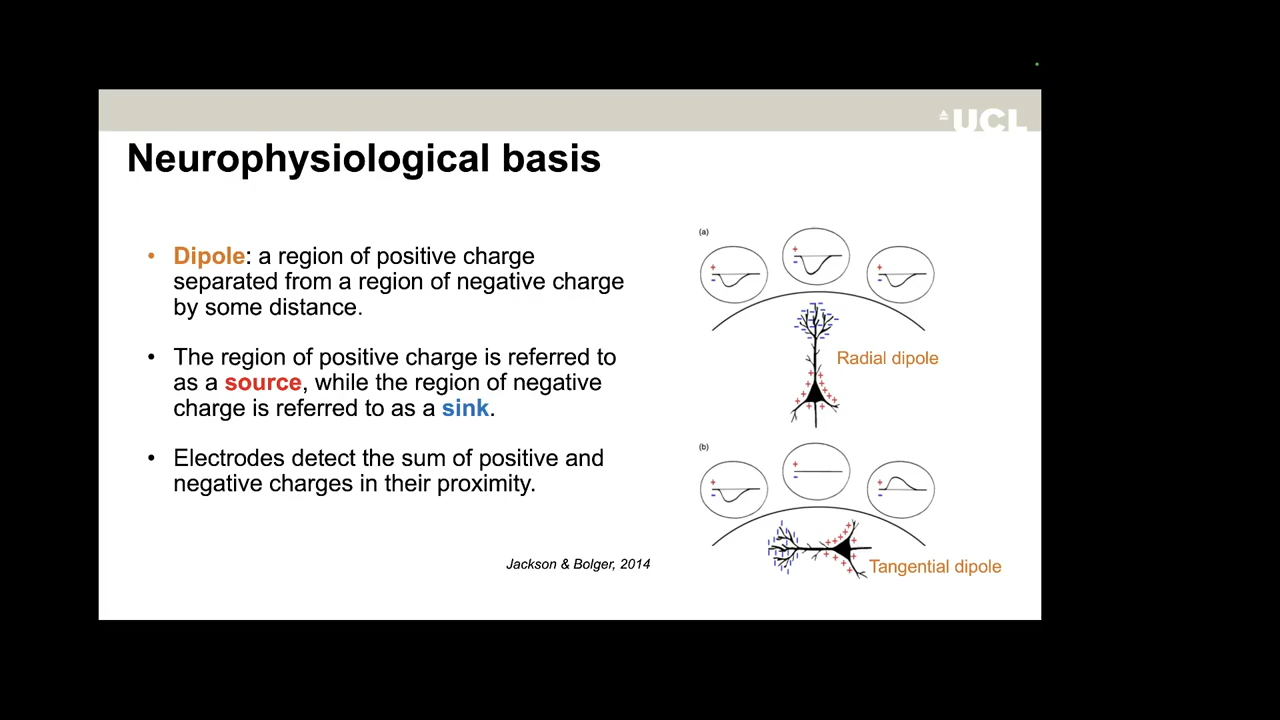 UCL
Neurophysiological basis
• Dipole: a region of positive charge
separated from a region of negative charge
by some distance.
• The region of positive charge is referred to
as a source, while the region of negative
charge is referred to as a sink.
• Electrodes detect the sum of positive and
negative charges in their proximity.
Jackson & Bolger, 2014
(a)
Radial dipole
(b)
Tangential dipole